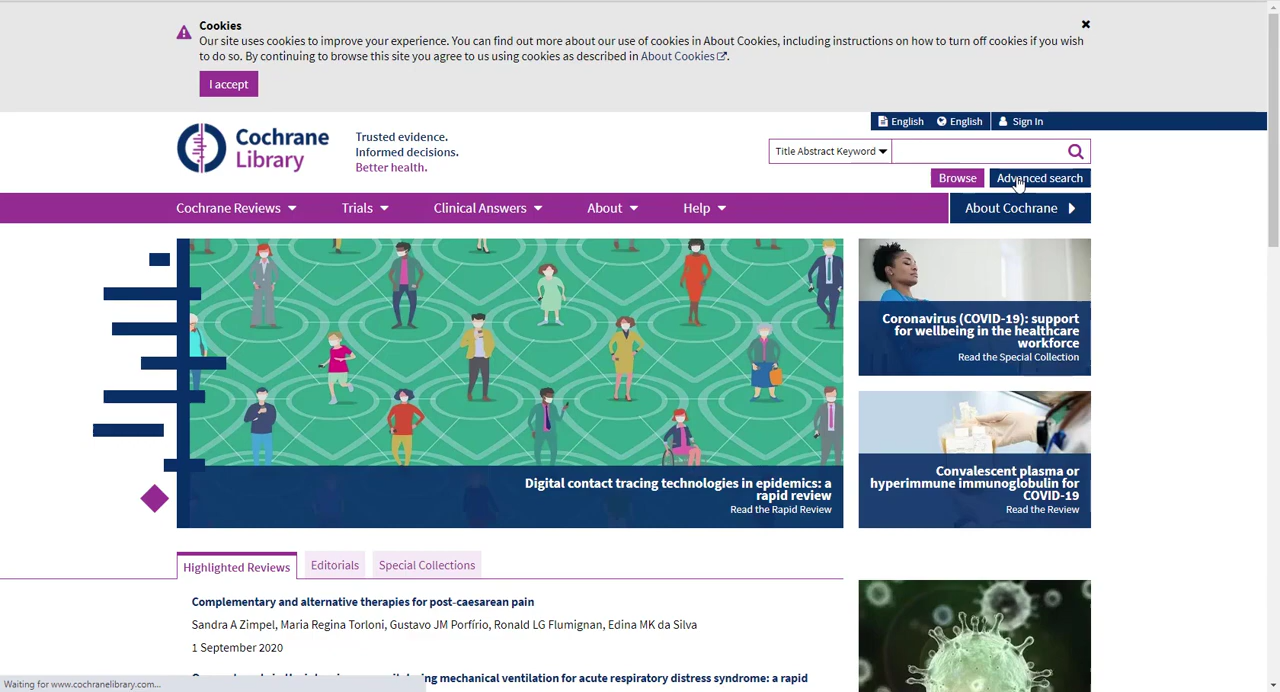 Cookies
Our site uses cookies to improve your experience. You can find out more about our use of cookies in About Cookies, including instructions on how to turn off cookies if you wish
to do so. By continuing to browse this site you agree to us using cookies as described in About Cookies.
I accept
English English Sign In
Cochrane
Library
Trusted evidence.
Informed decisions.
Better health.
Title Abstract Keyword
Browse Advanced search
Cochrane Reviews Trials Clinical Answers About Help About Cochrane
Digital contact tracing technologies in epidemics: a
rapid review
Read the Rapid Review
Coronavirus (COVID-19): support
for wellbeing in the healthcare
workforce
Read the Special Collection
Convalescent plasma or
hyperimmune immunoglobulin for
COVID-19
Read the Review
Highlighted Reviews Editorials Special Collections
Complementary and alternative therapies for post-caesarean pain
Sandra A Zimpel, Maria Regina Torloni, Gustavo JM Porfírio, Ronald LG Flumignan, Edina MK da Silva
1 September 2020
mechanical ventilation for acute respiratory distress syndrome: a rapid
Waiting for www.cochranelibrary.com...